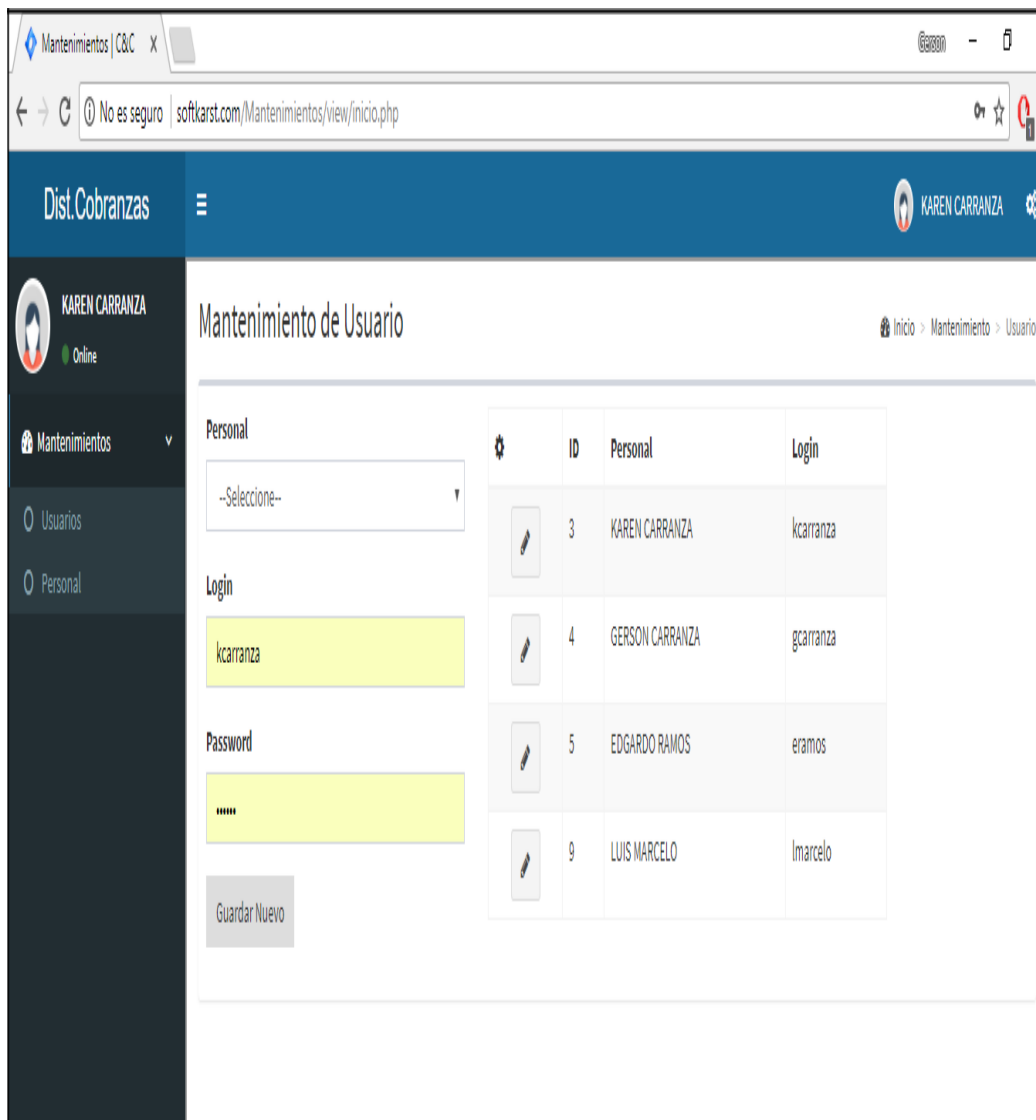 Mantenimientos | C&C X
Gerson
No es seguro | softkarst.com/Mantenimientos/view/inicio.php
1
Dist.Cobranzas
KAREN CARRANZA
KAREN CARRANZA
Online
Mantenimientos
Usuarios
Personal
Mantenimiento de Usuario
Inicio > Mantenimiento > Usuario
Personal
--Seleccione--
Login
kcarranza
Password
••••••
Guardar Nuevo
ID Personal Login
3 KAREN CARRANZA kcarranza
4 GERSON CARRANZA gcarranza
5 EDGARDO RAMOS eramos
9 LUIS MARCELO lmarcelo